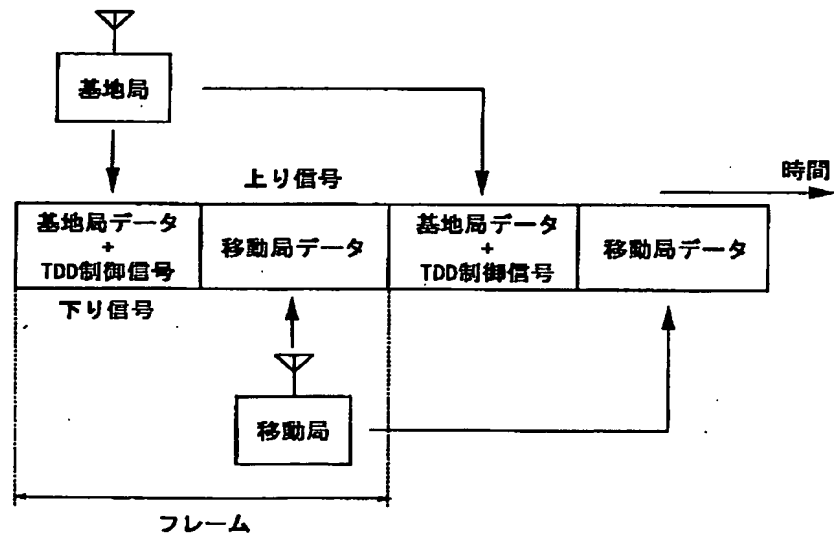 基地局
上り信号
時間
基地局データ
+
TDD制御信号
移動局データ
基地局データ
+
TDD制御信号
移動局データ
下り信号
移動局
フレーム